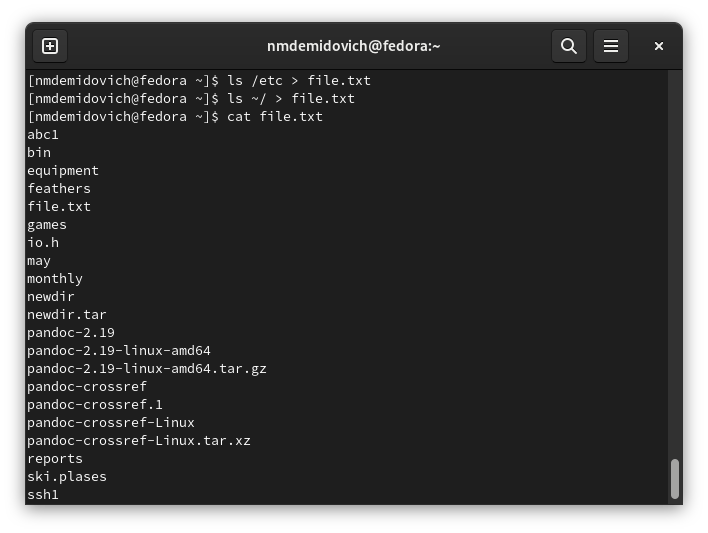 nmdemidovich@fedora:~
[nmdemidovich@fedora ~]$ ls /etc > file.txt
[nmdemidovich@fedora ~]$ ls ~/ > file.txt
[nmdemidovich@fedora ~]$ cat file.txt
abc1
bin
equipment
feathers
file.txt
games
io.h
may
monthly
newdir
newdir.tar
pandoc-2.19
pandoc-2.19-linux-amd64
pandoc-2.19-linux-amd64.tar.gz
pandoc-crossref
pandoc-crossref.1
pandoc-crossref-Linux
pandoc-crossref-Linux.tar.xz
reports
ski.plases
ssh1